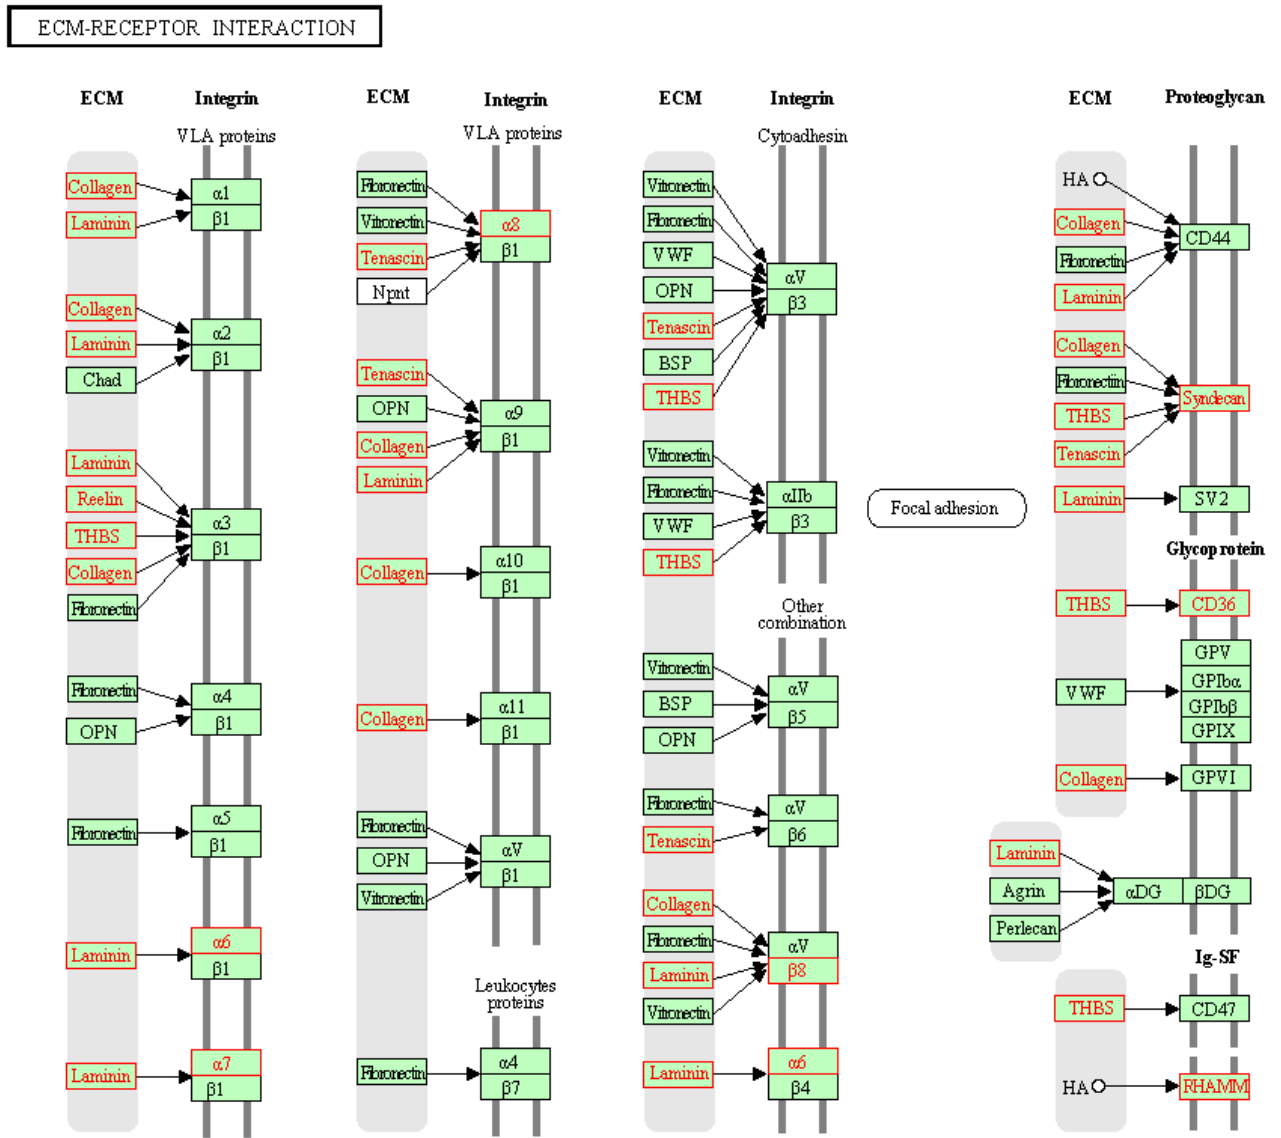 ECM-RECEPTOR INTERACTION
ECM
Integrin
VLA proteins
Collagen
Laminin
α1
β1
Collagen
Laminin
Chad
α2
β1
Laminin
Reelin
THBS
Collagen
Fibronectin
α3
β1
Fibronectin
OPN
α4
β1
Fibronectin
α5
β1
Laminin
α6
β1
Laminin
α7
β1
ECM
Integrin
VLA proteins
Fibronectin
Vitronectin
Tenascin
Npnt
α8
β1
Tenascin
OPN
Collagen
Laminin
α9
β1
Collagen
α10
β1
Collagen
α11
β1
Fibronectin
OPN
Vitronectin
αV
β1
Leukocytes
proteins
Fibronectin
α4
β7
ECM
Integrin
Cytoadhesin
Vitronectin
Fibronectin
VWF
OPN
Tenascin
BSP
THBS
αV
β3
Vitronectin
Fibronectin
VWF
THBS
αIIb
β3
Other
combination
Vitronectin
BSP
OPN
αV
β5
Fibronectin
Tenascin
αV
β6
Collagen
Fibronectin
Laminin
Vitronectin
αV
β8
Laminin
α6
β4
Focal adhesion
ECM
Proteoglycan
HA
Collagen
Fibronectin
Laminin
CD44
Collagen
Fibronectin
THBS
Tenascin
Syndecan
Laminin
SV2
Glycoprotein
THBS
CD36
VWF
GPV
GPIbα
GPIbβ
GPIX
Collagen
GPVI
Laminin
Agrin
Perlecan
αDG
βDG
Ig-SF
THBS
CD47
HA
RHAMM